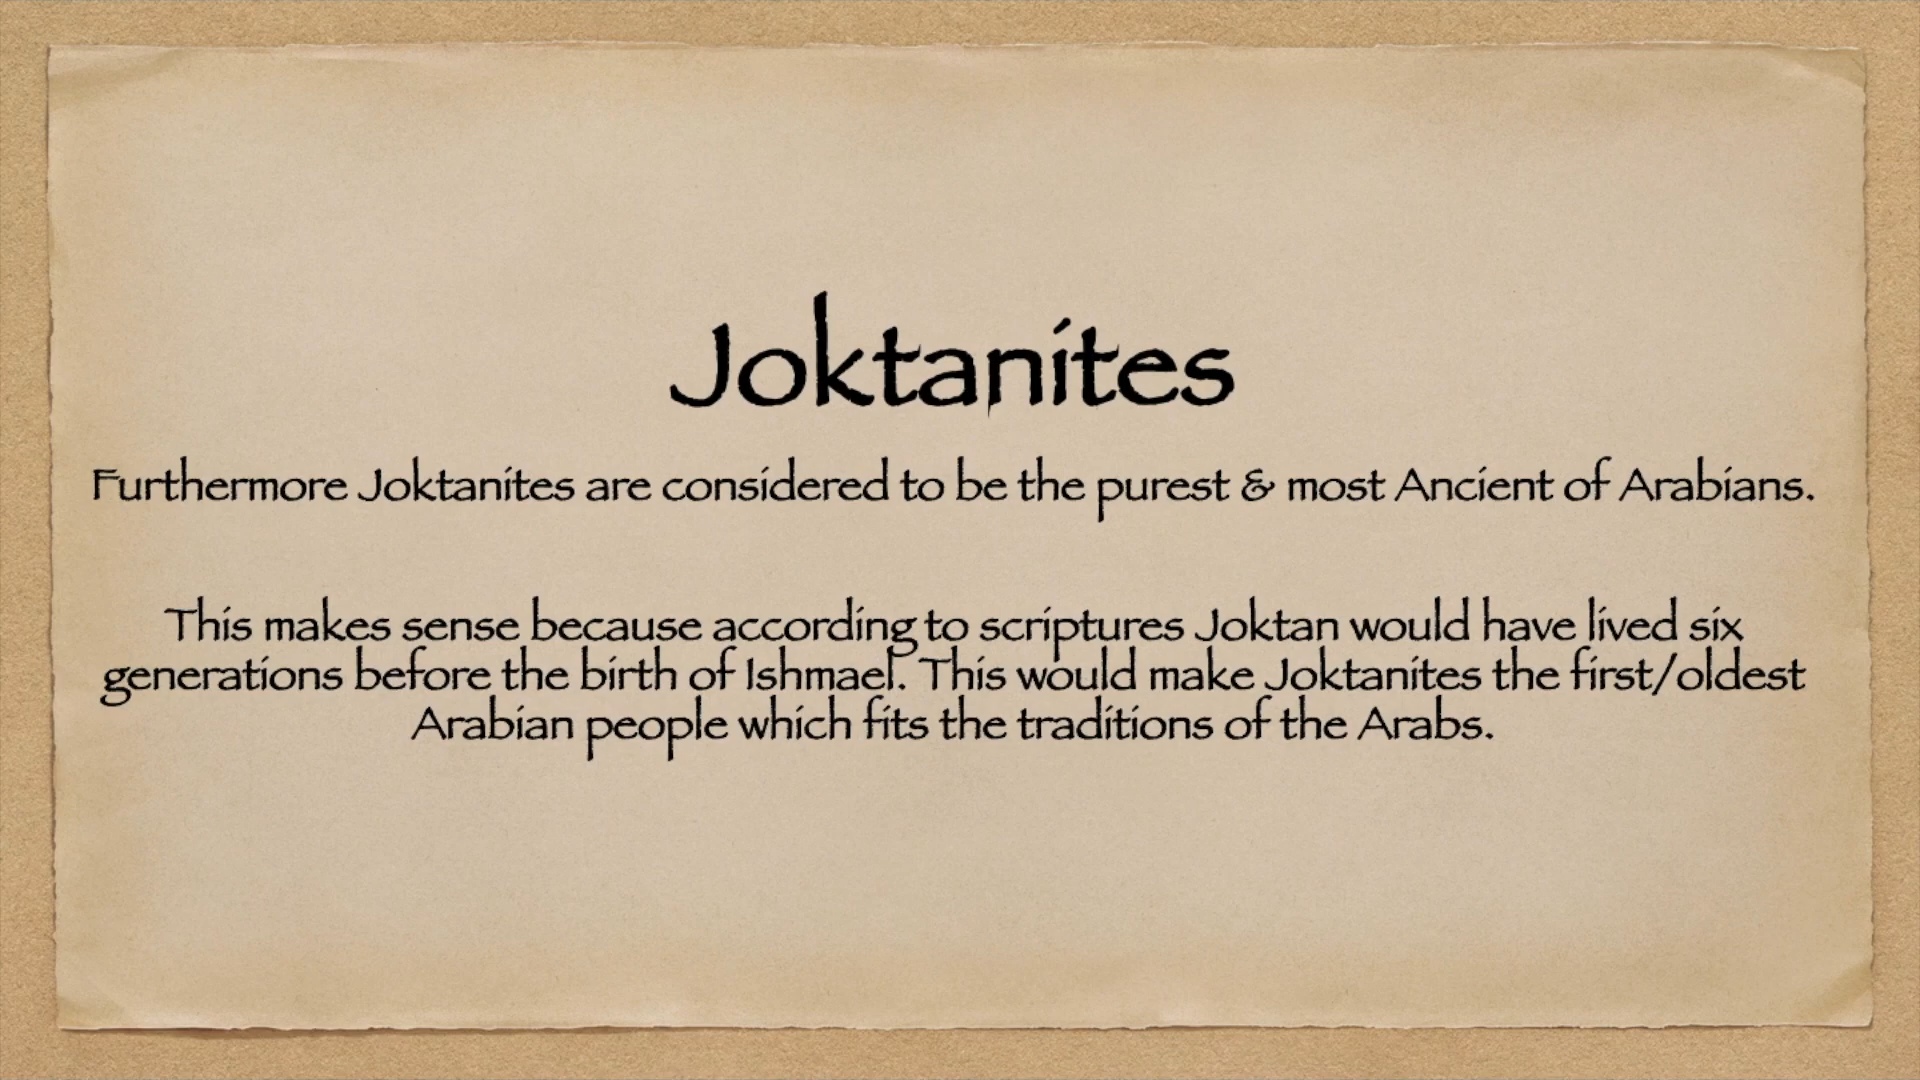 Joktanites
Furthermore Joktanites are considered to be the purest & most Ancient of Arabians.
This makes sense because according to scriptures Joktan would have lived six
generations before the birth of Ishmael. This would make Joktanites the first/oldest
Arabian people which fits the traditions of the Arabs.